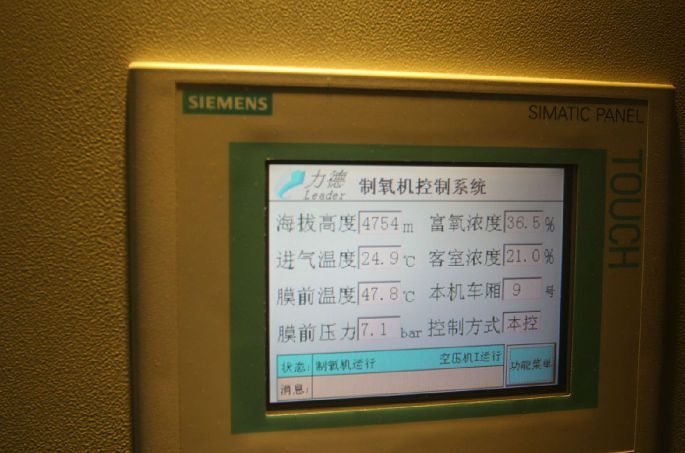 SIEMENS
SIMATIC PANEL
TOUCH
力德 制氧机控制系统
Leader
海拔高度 4754 m 富氧浓度 36.5 %
进气温度 24.9 ℃ 客室浓度 21.0 %
膜前温度 47.8 ℃ 本机车厢 9 号
膜前压力 7.1 bar 控制方式 本控
状态: 制氧机运行 空压机I运行 功能菜单
消息: